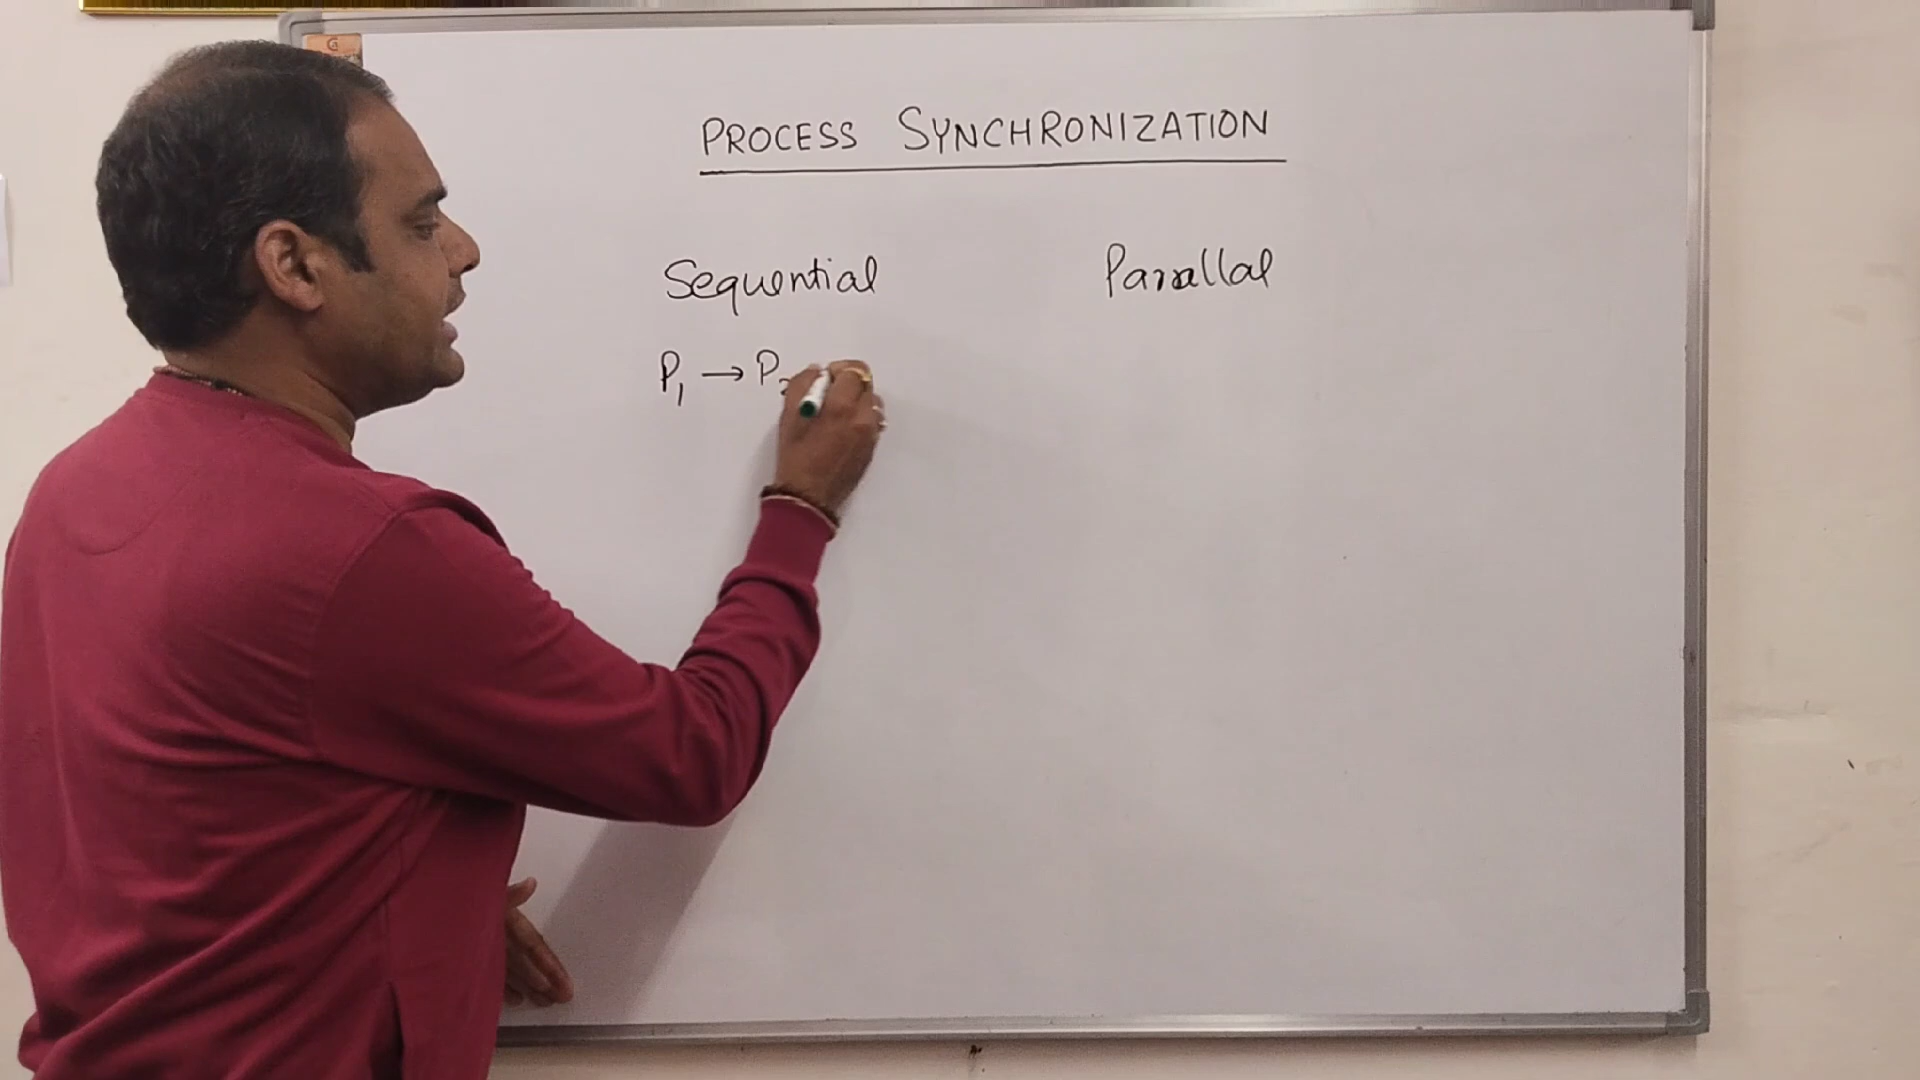 PROCESS SYNCHRONIZATION
Sequential Parallal
P₁ → P₂